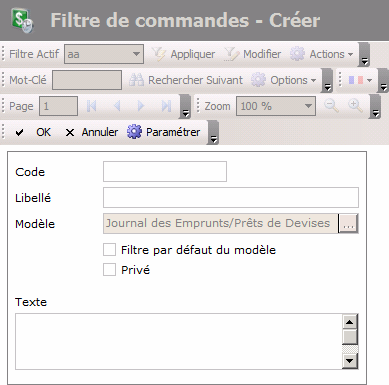 Filtre de commandes - Créer
Filtre Actif aa Appliquer Modifier Actions
Mot-Clé Rechercher Suivant Options
Page 1 Zoom 100 %
OK Annuler Paramétrer
Code
Libellé
Modèle Journal des Emprunts/Prêts de Devises ...
Filtre par défaut du modèle
Privé
Texte